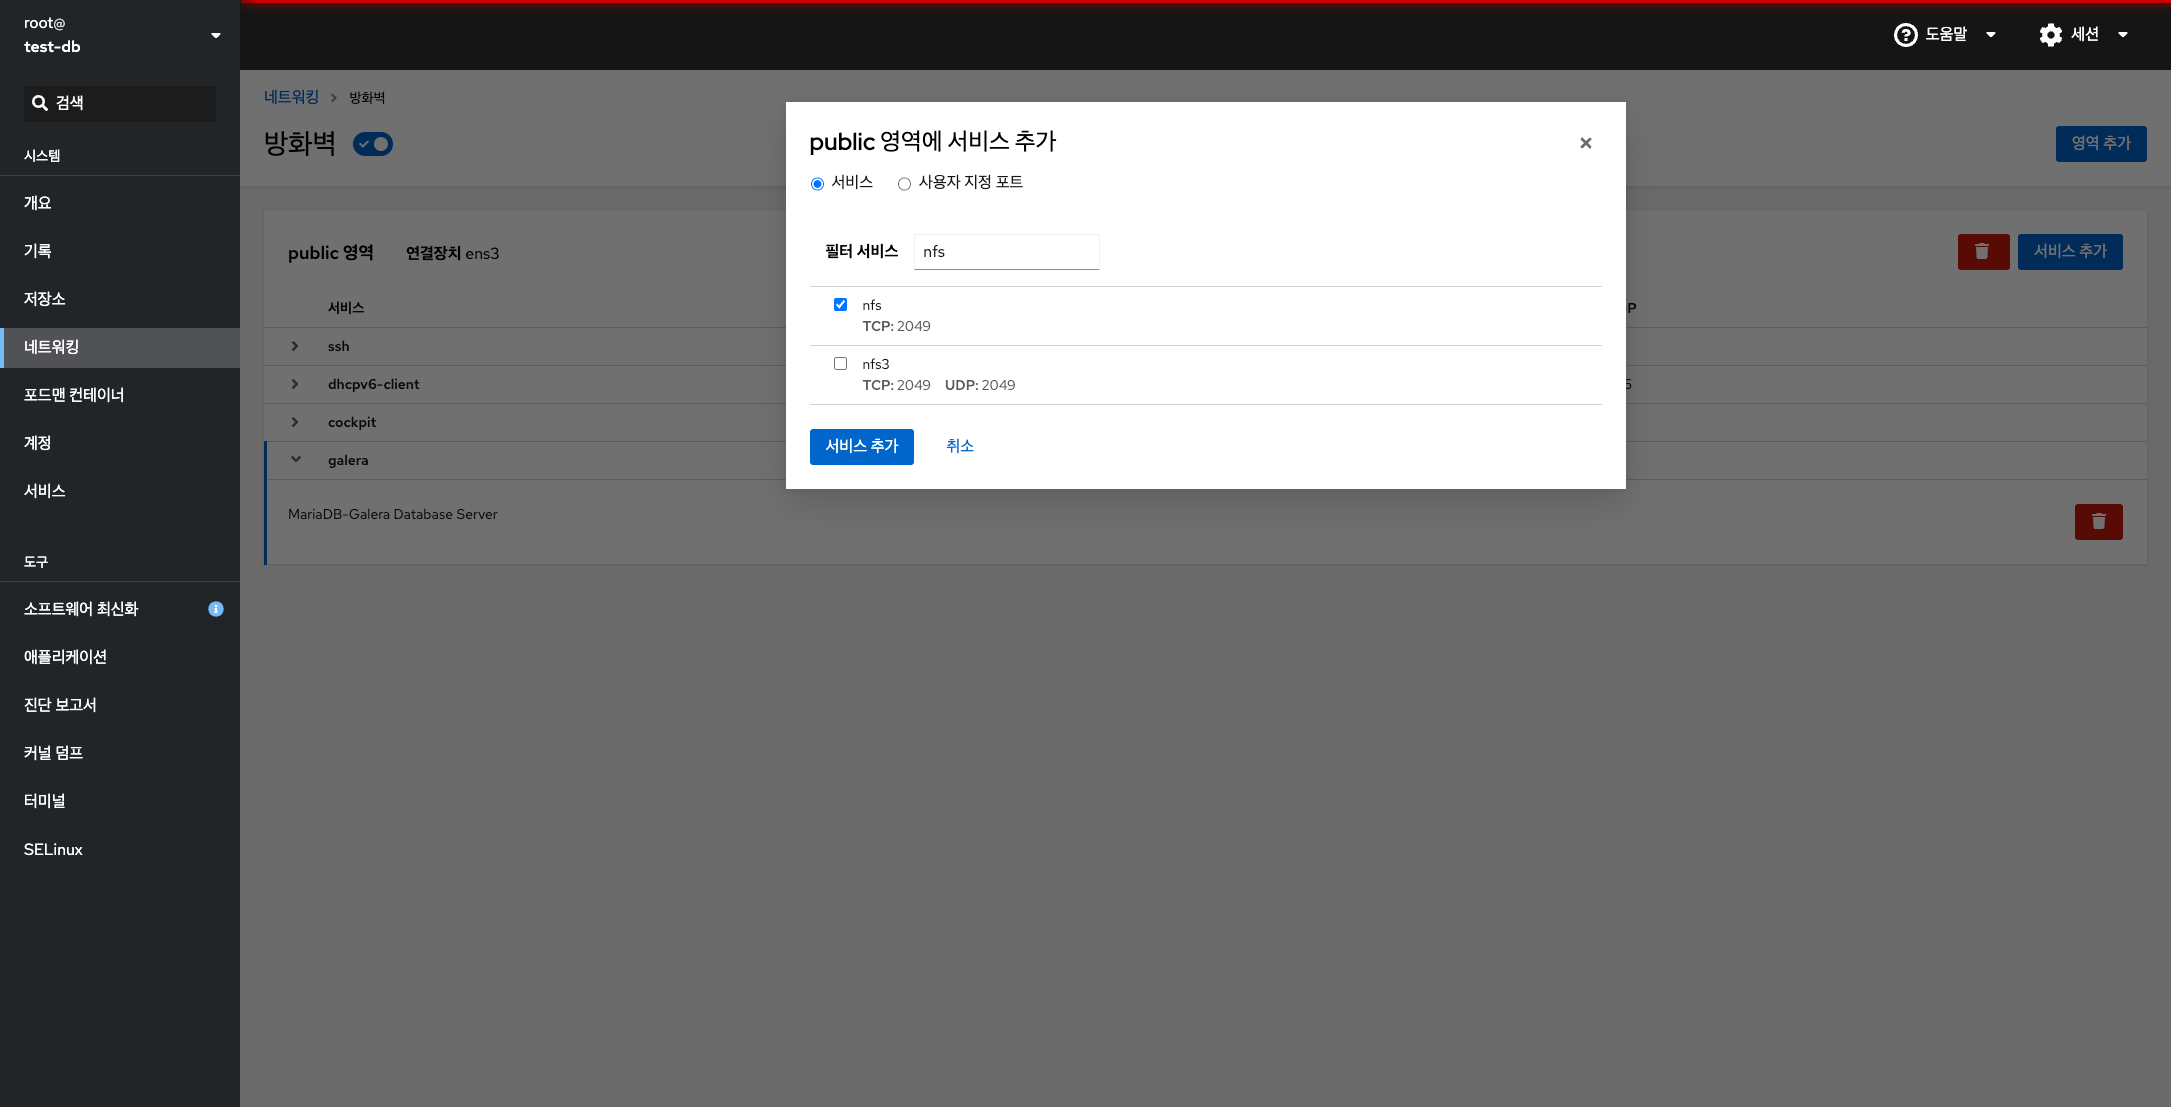 root@
test-db
도움말
세션
검색
시스템
개요
기록
저장소
네트워킹
포드맨 컨테이너
계정
서비스
도구
소프트웨어 최신화
애플리케이션
진단 보고서
커널 덤프
터미널
SELinux
네트워킹 > 방화벽
방화벽
영역 추가
public 영역 연결장치 ens3
서비스 추가
서비스
P
ssh
dhcpv6-client
cockpit
galera
MariaDB-Galera Database Server
public 영역에 서비스 추가
서비스 사용자 지정 포트
필터 서비스 nfs
nfs
TCP: 2049
nfs3
TCP: 2049 UDP: 2049
서비스 추가 취소